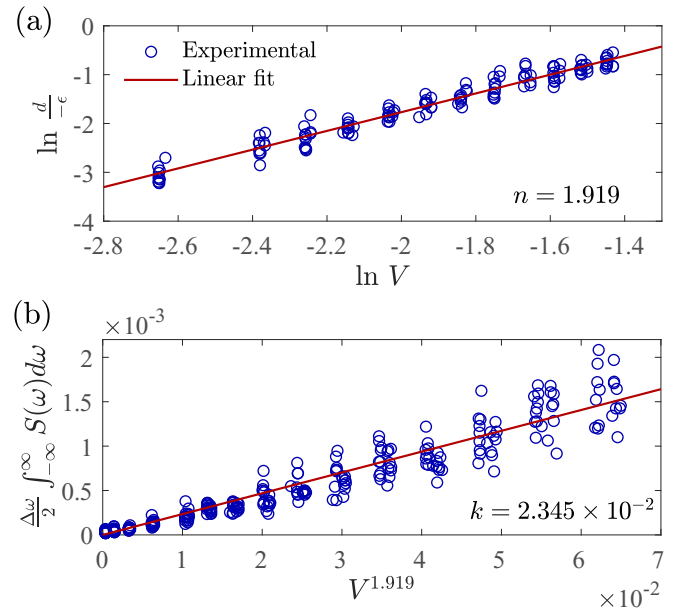 (a)
0
-1
-2
-3
-4
ln d/-ϵ
Experimental
Linear fit
n = 1.919
-2.8 -2.6 -2.4 -2.2 -2 -1.8 -1.6 -1.4
ln V
(b)
×10⁻³
2
1.5
1
0.5
0
Δω/2 ∫_{-∞}^{∞} S(ω)dω
k = 2.345 × 10⁻²
0 1 2 3 4 5 6 7
V^{1.919}
×10⁻²